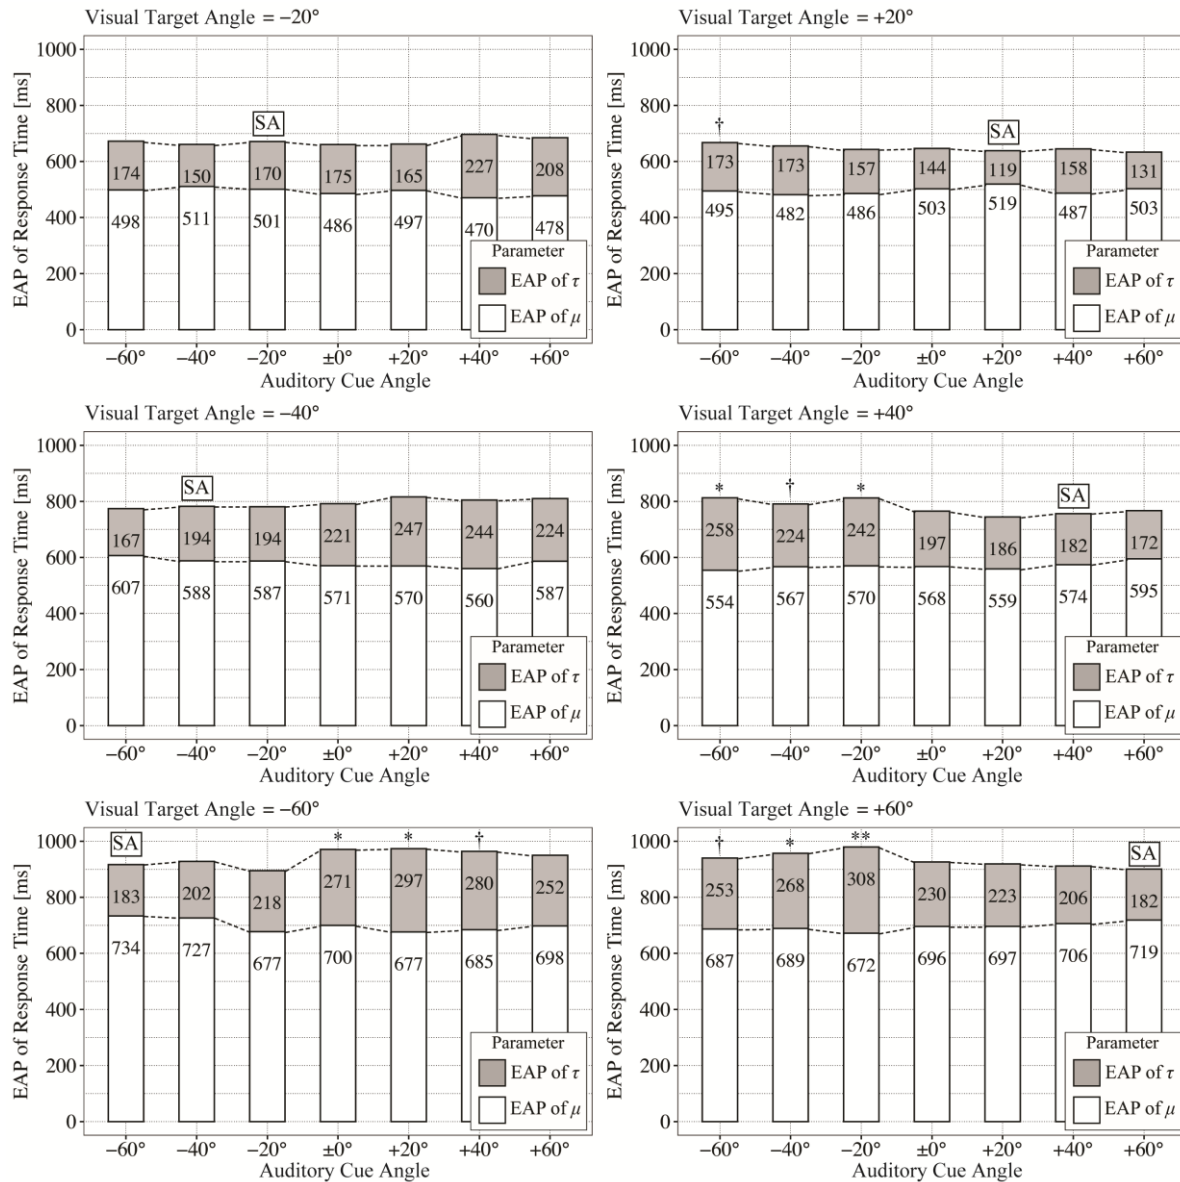 Visual Target Angle = −20°
EAP of Response Time [ms]
1000
800
600
400
200
0
SA
174 150 170 175 165 227 208
498 511 501 486 497 470 478
Parameter
EAP of τ
EAP of μ
−60° −40° −20° ±0° +20° +40° +60°
Auditory Cue Angle
Visual Target Angle = +20°
EAP of Response Time [ms]
1000
800
600
400
200
0
†
SA
173 173 157 144 119 158 131
495 482 486 503 519 487 503
Parameter
EAP of τ
EAP of μ
−60° −40° −20° ±0° +20° +40° +60°
Auditory Cue Angle
Visual Target Angle = −40°
EAP of Response Time [ms]
1000
800
600
400
200
0
SA
167 194 194 221 247 244 224
607 588 587 571 570 560 587
Parameter
EAP of τ
EAP of μ
−60° −40° −20° ±0° +20° +40° +60°
Auditory Cue Angle
Visual Target Angle = +40°
EAP of Response Time [ms]
1000
800
600
400
200
0
* † * SA
258 224 242 197 186 182 172
554 567 570 568 559 574 595
Parameter
EAP of τ
EAP of μ
−60° −40° −20° ±0° +20° +40° +60°
Auditory Cue Angle
Visual Target Angle = −60°
EAP of Response Time [ms]
1000
800
600
400
200
0
SA * * †
183 202 218 271 297 280 252
734 727 677 700 677 685 698
Parameter
EAP of τ
EAP of μ
−60° −40° −20° ±0° +20° +40° +60°
Auditory Cue Angle
Visual Target Angle = +60°
EAP of Response Time [ms]
1000
800
600
400
200
0
† * ** SA
253 268 308 230 223 206 182
687 689 672 696 697 706 719
Parameter
EAP of τ
EAP of μ
−60° −40° −20° ±0° +20° +40° +60°
Auditory Cue Angle